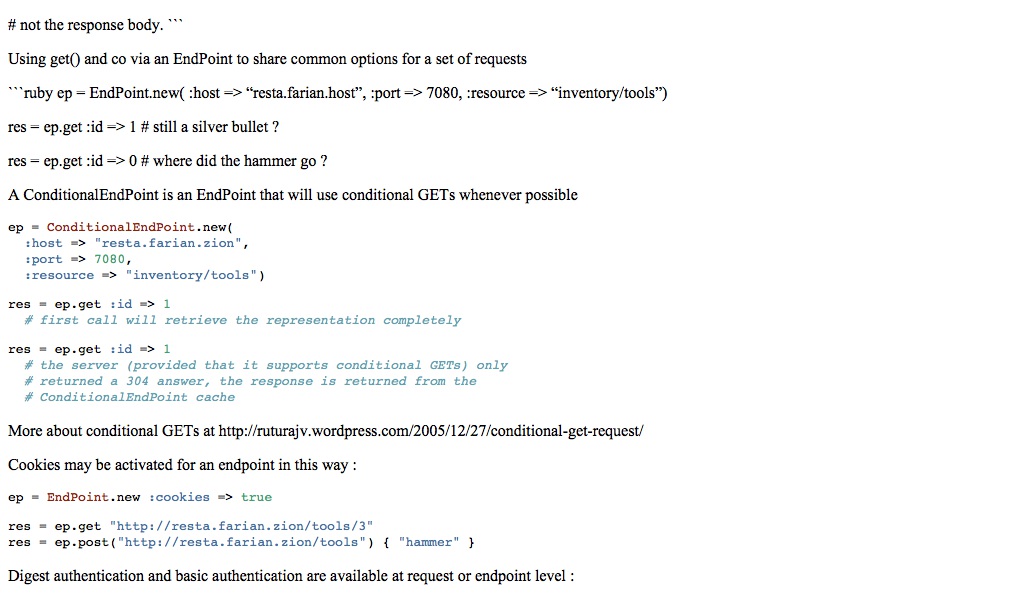 # not the response body. ```
Using get() and co via an EndPoint to share common options for a set of requests
```ruby ep = EndPoint.new( :host => “resta.farian.host”, :port => 7080, :resource => “inventory/tools”)
res = ep.get :id => 1 # still a silver bullet ?
res = ep.get :id => 0 # where did the hammer go ?
A ConditionalEndPoint is an EndPoint that will use conditional GETs whenever possible
ep = ConditionalEndPoint.new(
  :host => "resta.farian.zion",
  :port => 7080,
  :resource => "inventory/tools")
res = ep.get :id => 1
  # first call will retrieve the representation completely
res = ep.get :id => 1
  # the server (provided that it supports conditional GETs) only
  # returned a 304 answer, the response is returned from the
  # ConditionalEndPoint cache
More about conditional GETs at http://ruturajv.wordpress.com/2005/12/27/conditional-get-request/
Cookies may be activated for an endpoint in this way :
ep = EndPoint.new :cookies => true
res = ep.get "http://resta.farian.zion/tools/3"
res = ep.post("http://resta.farian.zion/tools") { "hammer" }
Digest authentication and basic authentication are available at request or endpoint level :